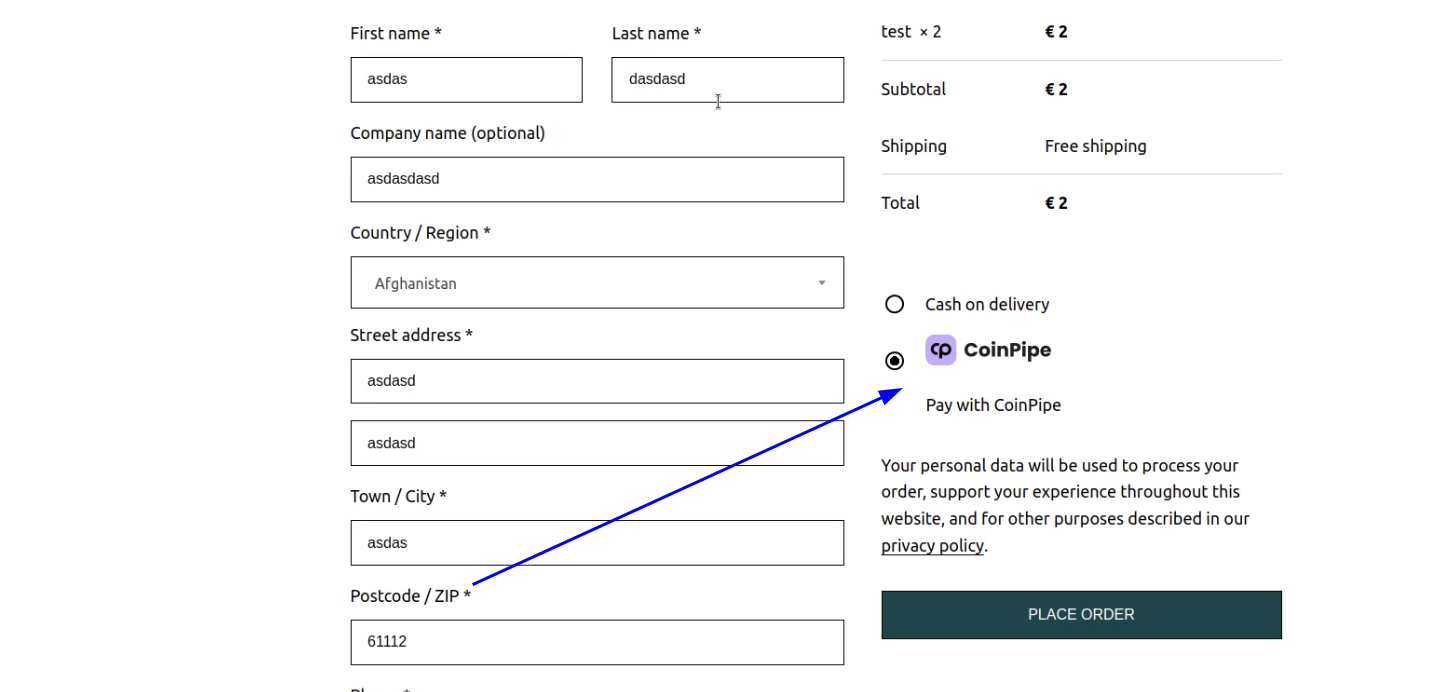 First name *
Last name *
asdas
dasdasd
Company name (optional)
asdasdasd
Country / Region *
Afghanistan
Street address *
asdasd
asdasd
Town / City *
asdas
Postcode / ZIP *
61112
test × 2 € 2
Subtotal € 2
Shipping Free shipping
Total € 2
Cash on delivery
cp CoinPipe
Pay with CoinPipe
Your personal data will be used to process your
order, support your experience throughout this
website, and for other purposes described in our
privacy policy.
PLACE ORDER